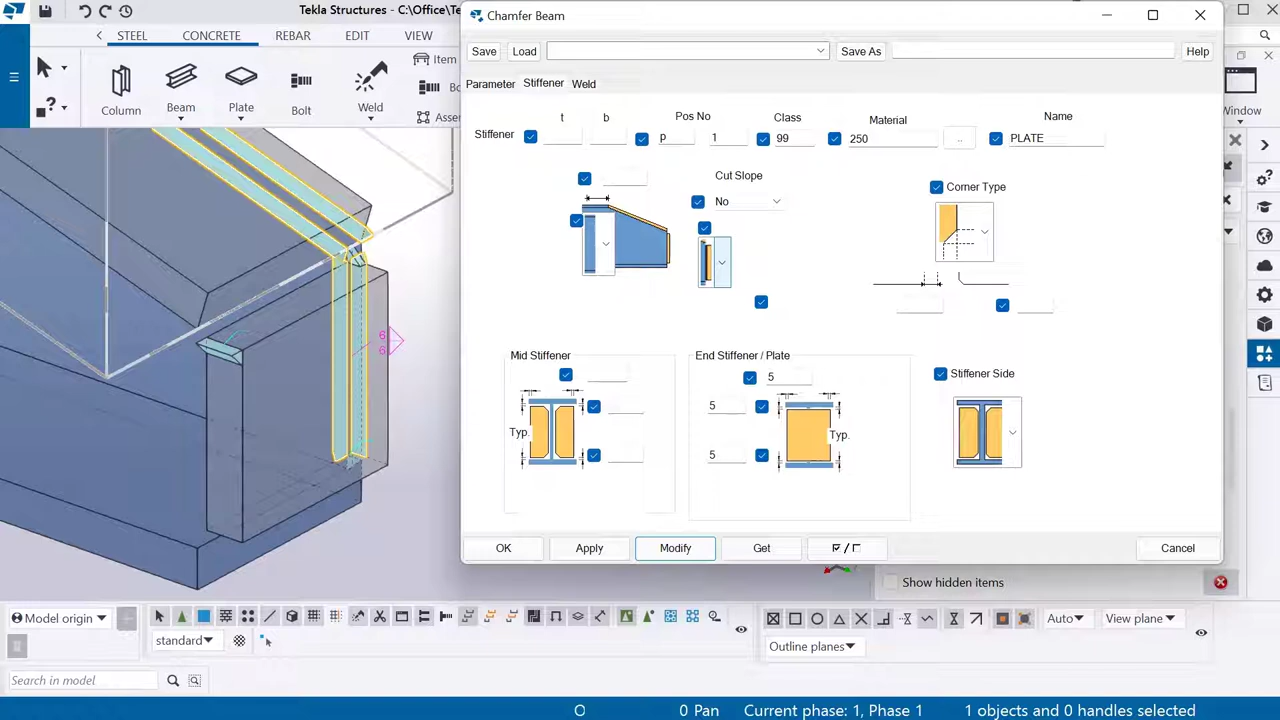 Tekla Structures - C:\Office\Te
Chamfer Beam
STEEL CONCRETE REBAR EDIT VIEW
Save Load Save As Help
Column Beam Plate Bolt Weld Item
Parameter Stiffener Weld
Window
t b Pos No Class Material Name
Stiffener p 1 99 250 .. PLATE
Cut Slope
No
Corner Type
6
6
Mid Stiffener
Typ.
End Stiffener / Plate
5
5
5
Typ.
Stiffener Side
OK Apply Modify Get / Cancel
Show hidden items
Model origin Auto View plane
standard Outline planes
Search in model
O 0 Pan Current phase: 1, Phase 1 1 objects and 0 handles selected